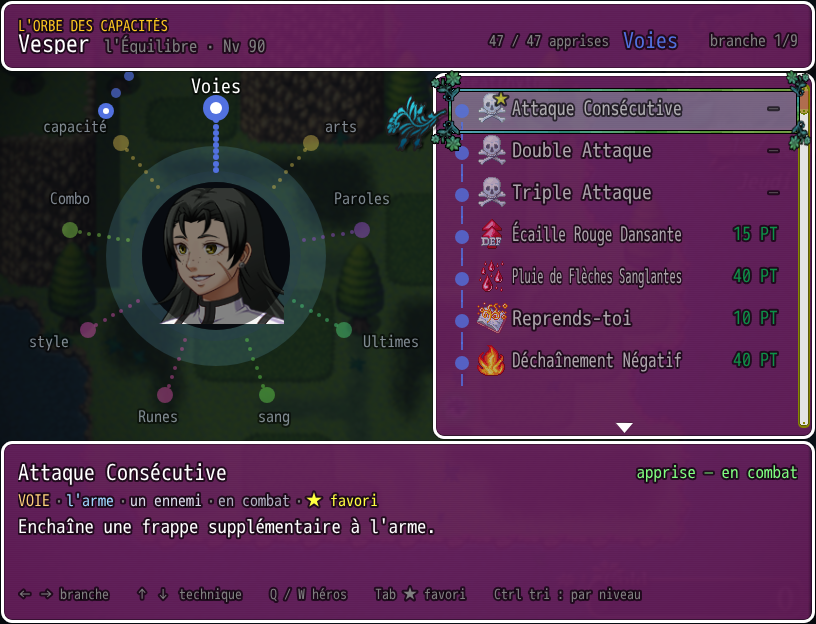 L'ORBE DES CAPACITÉS
Vesper l'Équilibre · Nv 90
47 / 47 apprises Voies branche 1/9
Voies
capacité
arts
Combo
Paroles
style
Ultimes
Runes
sang
Attaque Consécutive —
Double Attaque —
Triple Attaque —
DEF
Écaille Rouge Dansante 15 PT
Pluie de Flèches Sanglantes 40 PT
Reprends-toi 10 PT
Déchaînement Négatif 40 PT
Attaque Consécutive
apprise — en combat
VOIE · l'arme · un ennemi · en combat · ★ favori
Enchaîne une frappe supplémentaire à l'arme.
← → branche ↑ ↓ technique Q / W héros Tab ★ favori Ctrl tri : par niveau